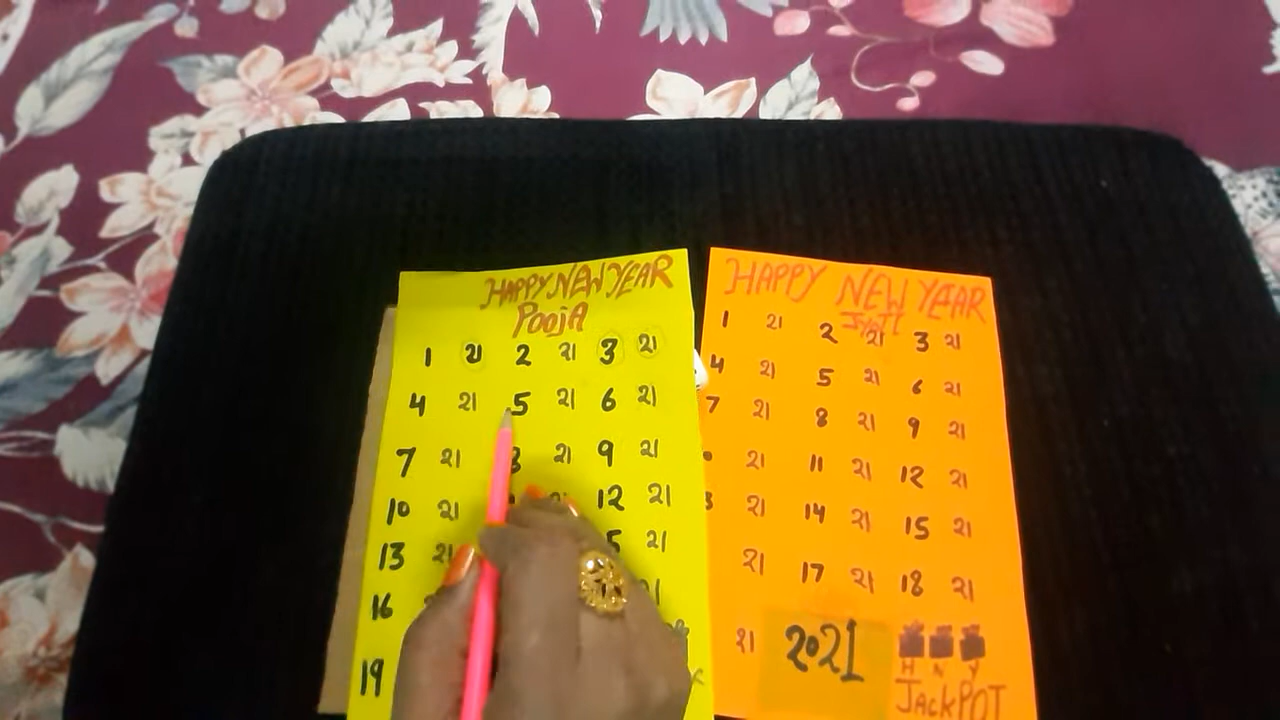 HAPPY NEW YEAR
PoojA
1 21 2 21 3 21
4 21 5 21 6 21
7 21 21 9 21
10 21 12 21
13 21 21
16
19
HAPPY NEW YEAR
1 21 2 21 3 21
4 21 5 21 6 21
7 21 8 21 9 21
21 11 21 12 21
21 14 21 15 21
21 17 21 18 21
21 2021
H N Y
JackPOT